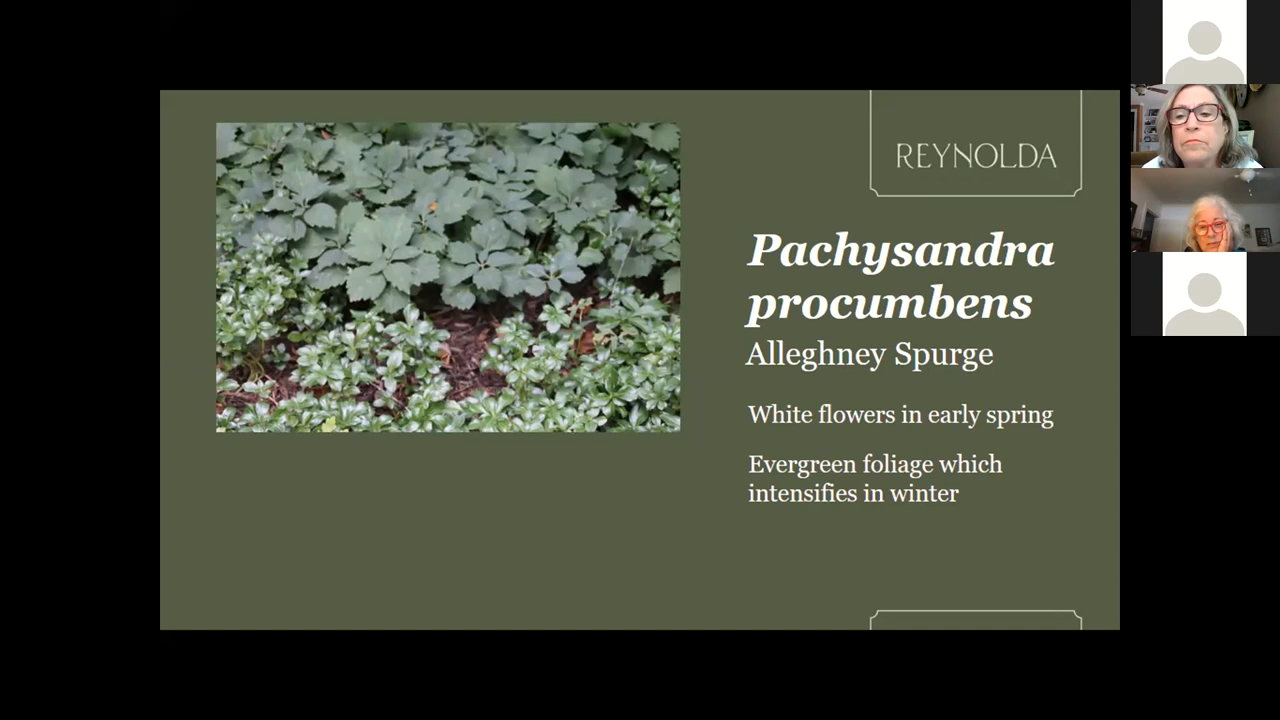 REYNOLDA
Pachysandra
procumbens
Alleghney Spurge
White flowers in early spring
Evergreen foliage which
intensifies in winter